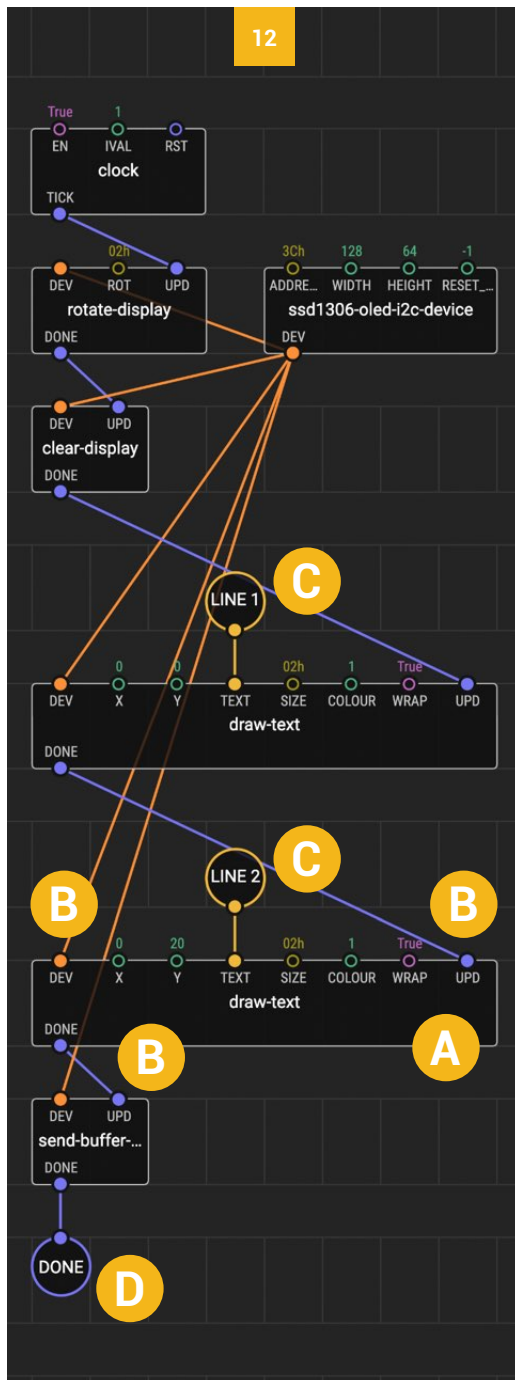 12
True 1
EN IVAL RST
clock
TICK
02h 3Ch 128 64 -1
DEV ROT UPD ADDRE... WIDTH HEIGHT RESET_...
rotate-display ssd1306-oled-i2c-device
DONE DEV
DEV UPD
clear-display
DONE
C
LINE 1
0 0 02h 1 True
DEV X Y TEXT SIZE COLOUR WRAP UPD
draw-text
DONE
C
LINE 2
B B
0 20 02h 1 True
DEV X Y TEXT SIZE COLOUR WRAP UPD
draw-text
DONE
A
B
DEV UPD
send-buffer-...
DONE
DONE
D